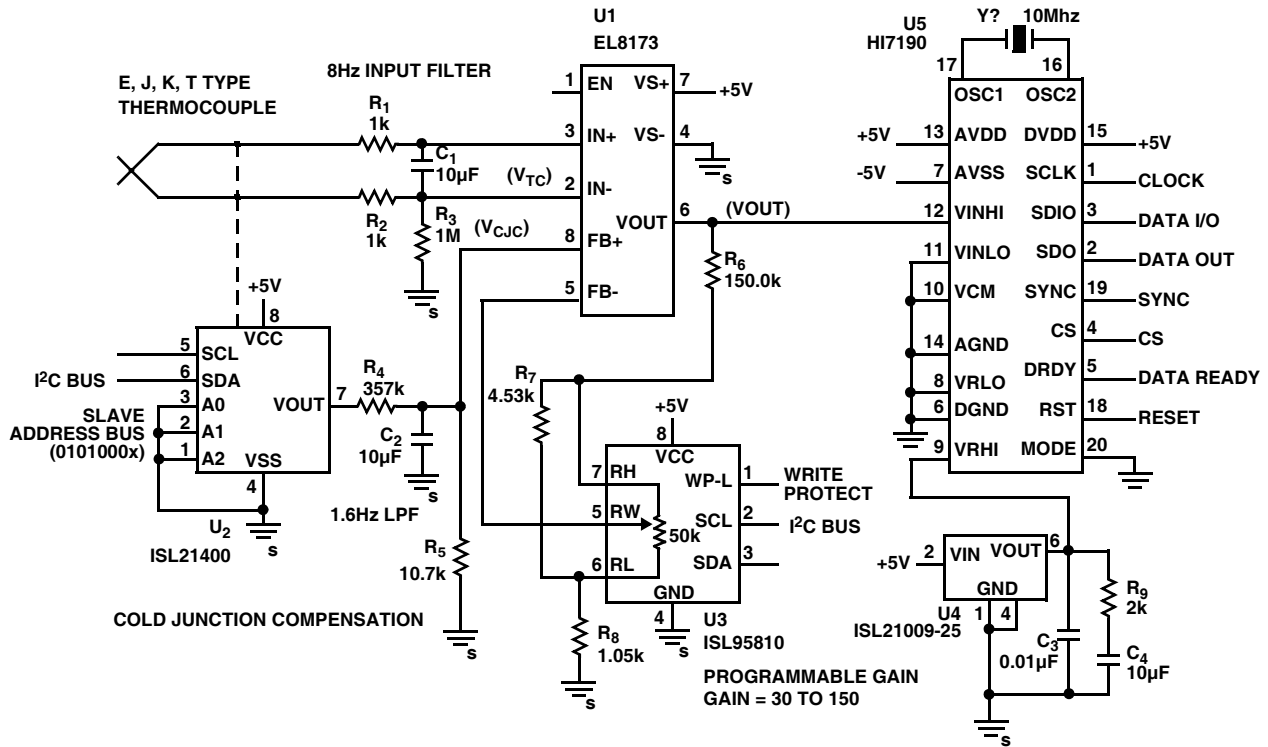 U1
EL8173
1 EN VS+ 7 +5V
3 IN+ VS- 4
s
2 IN-
VOUT 6 (VOUT)
8 FB+
5 FB-
E, J, K, T TYPE
THERMOCOUPLE
8Hz INPUT FILTER
R1
1k
C1
10µF
(VTC)
R2
1k
R3
1M
s
(VCJC)
R6
150.0k
+5V
8
VCC
5 SCL
I²C BUS 6 SDA
3 A0 VOUT 7
SLAVE
ADDRESS BUS
(0101000x)
2 A1
1 A2
VSS
4
s
U2
ISL21400
R4
357k
C2
10µF
s
1.6Hz LPF
R5
10.7k
s
COLD JUNCTION COMPENSATION
R7
4.53k
+5V
8
VCC
7 RH WP-L 1 WRITE
PROTECT
5 RW SCL 2 I²C BUS
50k
6 RL SDA 3
GND
4
s
U3
ISL95810
R8
1.05k
s
PROGRAMMABLE GAIN
GAIN = 30 TO 150
U5
HI7190
Y? 10Mhz
17 16
OSC1 OSC2
+5V 13 AVDD DVDD 15 +5V
-5V 7 AVSS SCLK 1 CLOCK
12 VINHI SDIO 3 DATA I/O
11 VINLO SDO 2 DATA OUT
10 VCM SYNC 19 SYNC
CS 4 CS
14 AGND
DRDY 5 DATA READY
8 VRLO
6 DGND RST 18 RESET
9 VRHI MODE 20
+5V 2 VIN VOUT 6
GND
1 4
U4
ISL21009-25
R9
2k
C3
0.01µF
C4
10µF
s